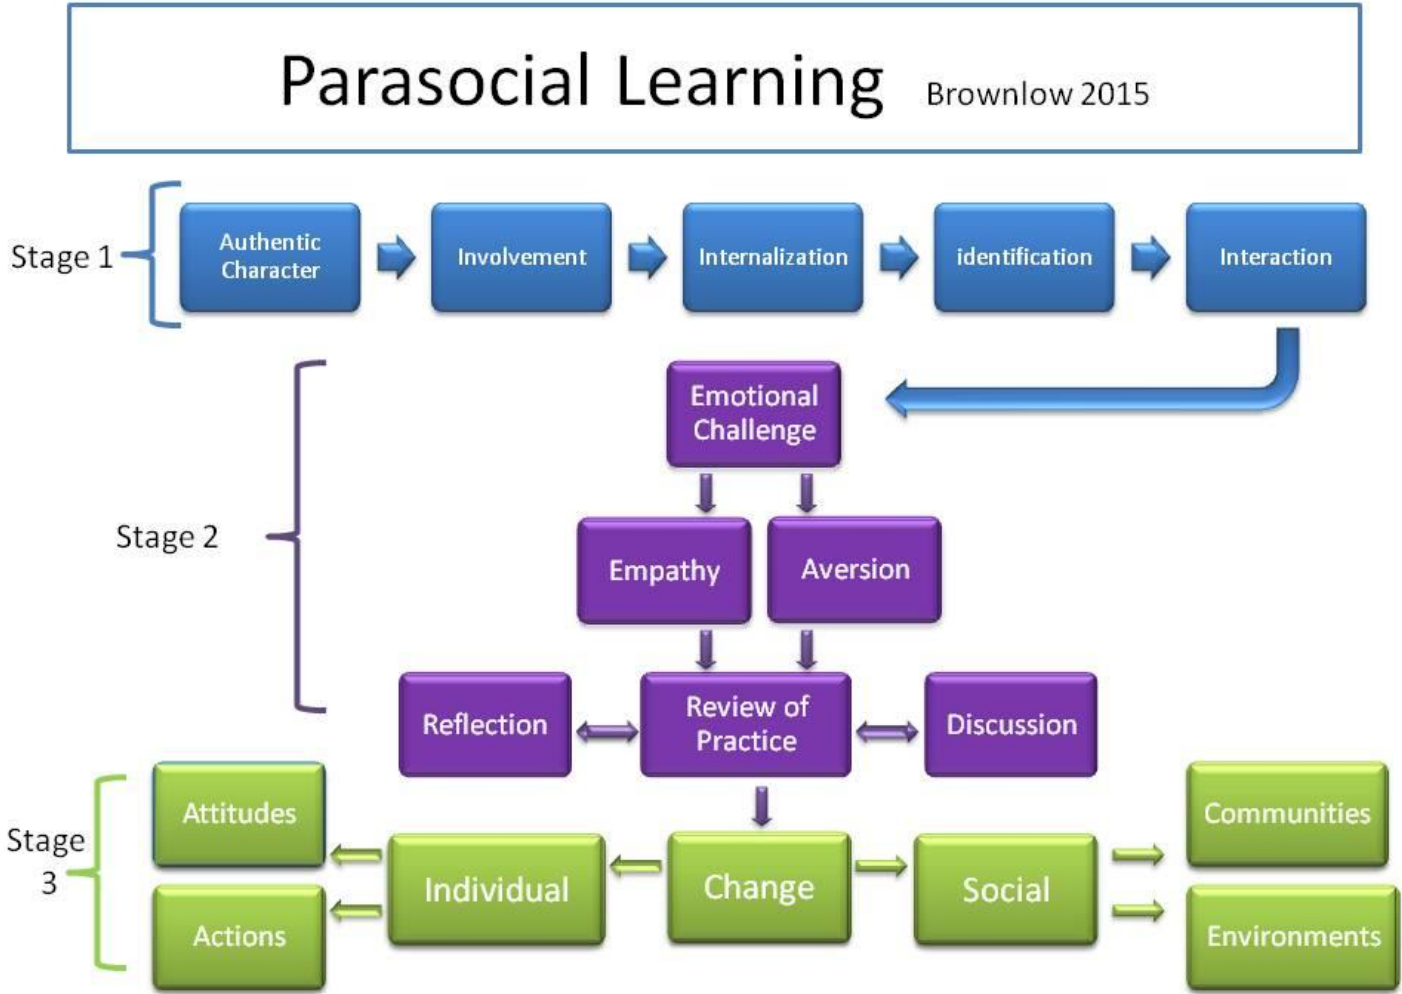 Parasocial Learning Brownlow 2015
Stage 1
Authentic
Character
Involvement
Internalization
identification
Interaction
Stage 2
Emotional
Challenge
Empathy
Aversion
Reflection
Review of
Practice
Discussion
Stage
3
Attitudes
Actions
Individual
Change
Social
Communities
Environments